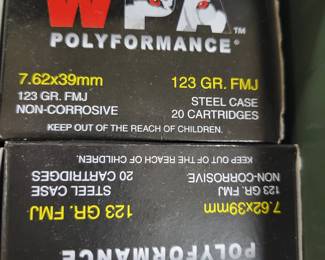 WPA™
POLYFORMANCE®
7.62x39mm 123 GR. FMJ
123 GR. FMJ STEEL CASE
NON-CORROSIVE 20 CARTRIDGES
KEEP OUT OF THE REACH OF CHILDREN.
POLYFORMANCE
7.62x39mm 123 GR. FMJ
123 GR. FMJ STEEL CASE
NON-CORROSIVE 20 CARTRIDGES
KEEP OUT OF THE REACH OF CHILDREN.